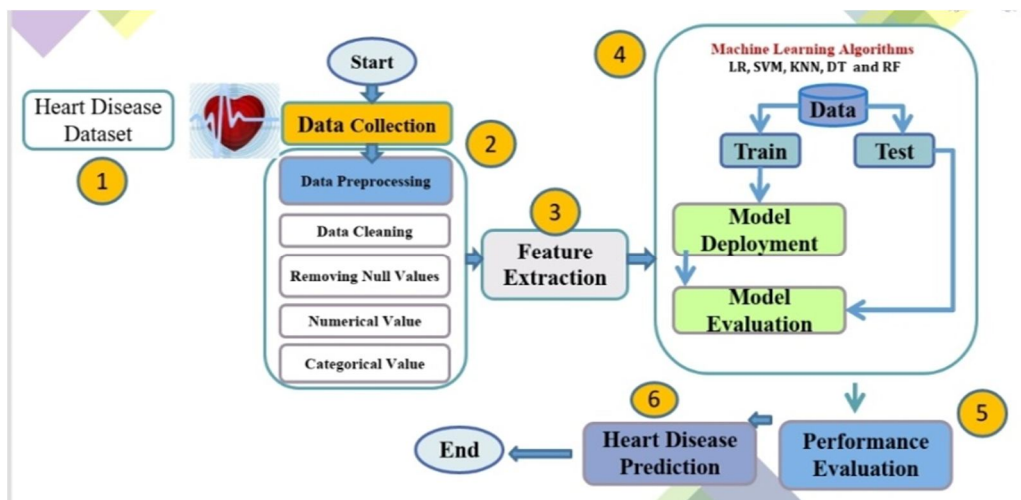 Start
Heart Disease
Dataset
1
Data Collection
2
Data Preprocessing
Data Cleaning
Removing Null Values
Numerical Value
Categorical Value
3
Feature
Extraction
4
Machine Learning Algorithms
LR, SVM, KNN, DT and RF
Data
Train
Test
Model
Deployment
Model
Evaluation
5
Performance
Evaluation
6
Heart Disease
Prediction
End